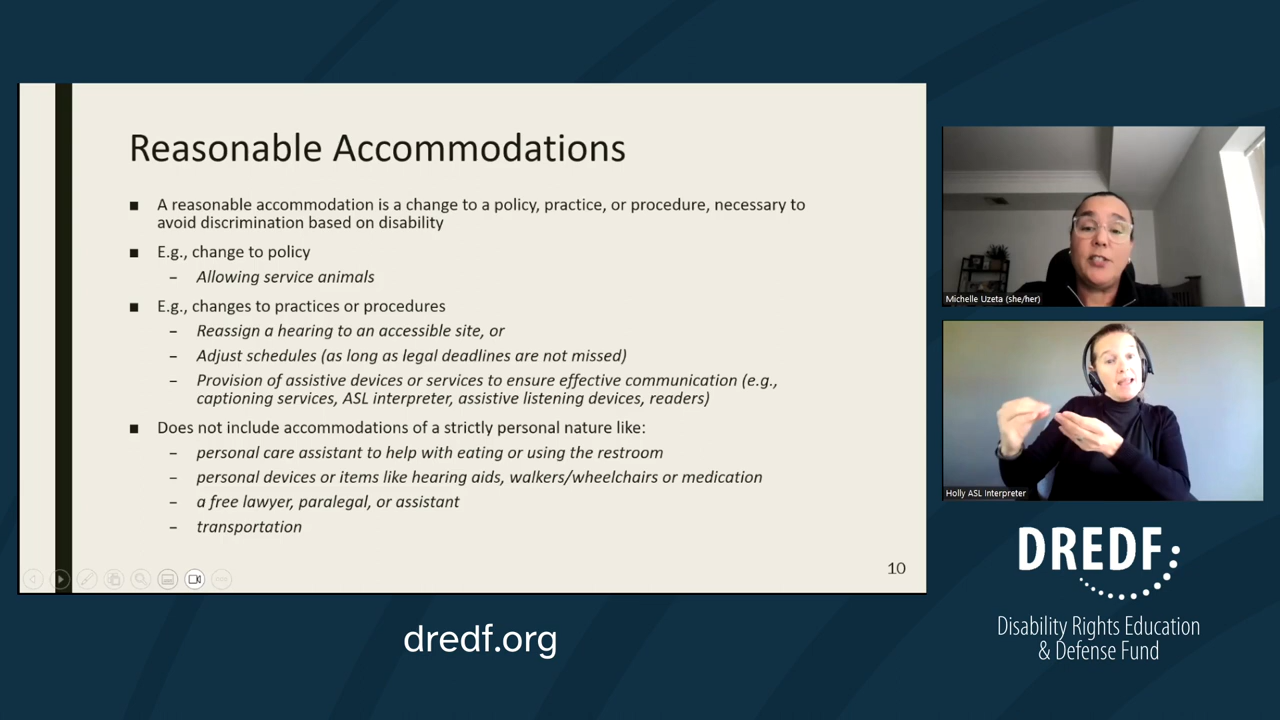 Reasonable Accommodations
■ A reasonable accommodation is a change to a policy, practice, or procedure, necessary to
avoid discrimination based on disability
■ E.g., change to policy
– Allowing service animals
■ E.g., changes to practices or procedures
– Reassign a hearing to an accessible site, or
– Adjust schedules (as long as legal deadlines are not missed)
– Provision of assistive devices or services to ensure effective communication (e.g.,
captioning services, ASL interpreter, assistive listening devices, readers)
■ Does not include accommodations of a strictly personal nature like:
– personal care assistant to help with eating or using the restroom
– personal devices or items like hearing aids, walkers/wheelchairs or medication
– a free lawyer, paralegal, or assistant
– transportation
10
Michelle Uzeta (she/her)
Holly ASL Interpreter
DREDF
Disability Rights Education
& Defense Fund
dredf.org